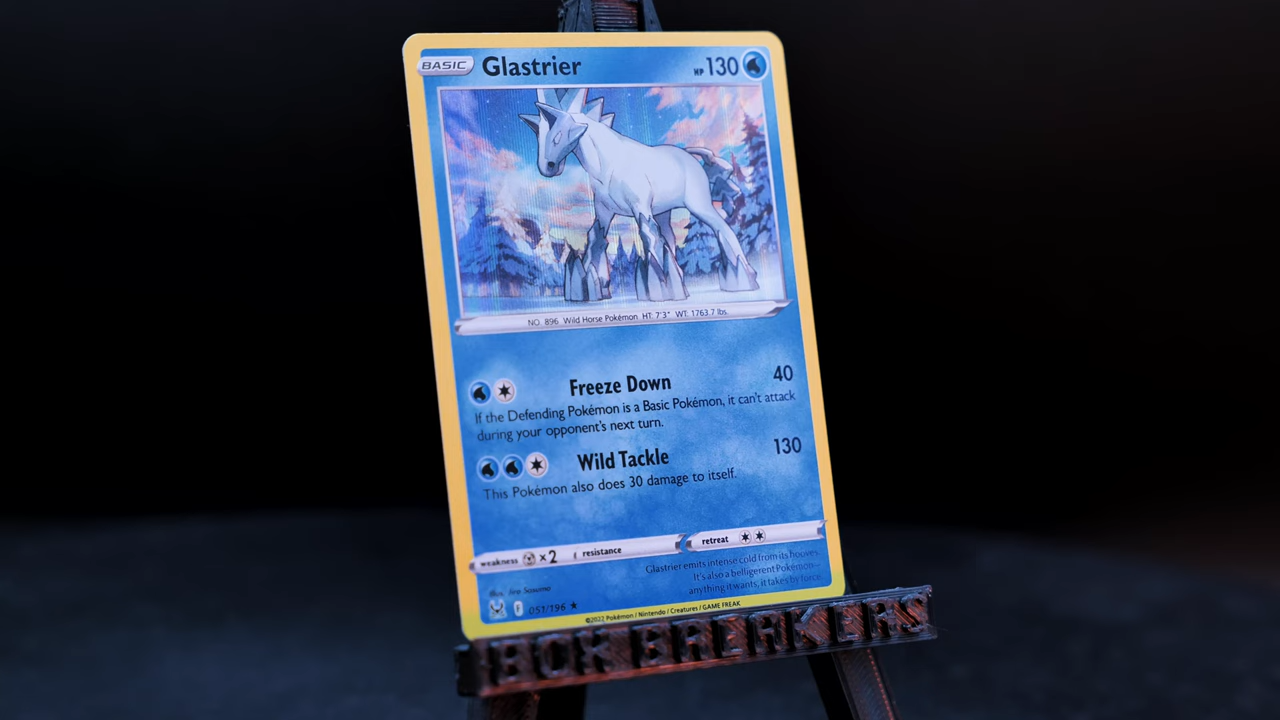 BASIC Glastrier HP 130
NO. 896 Wild Horse Pokémon HT: 7'3" WT: 1763.7 lbs.
Freeze Down 40
If the Defending Pokémon is a Basic Pokémon, it can't attack
during your opponent's next turn.
Wild Tackle 130
This Pokémon also does 30 damage to itself.
weakness ×2 resistance retreat
Glastrier emits intense cold from its hooves.
It's also a belligerent Pokémon—
anything it wants, it takes by force.
Illus.
F 051/196 ★
©2022 Pokémon / Nintendo / Creatures / GAME FREAK
BOX BREAKERS